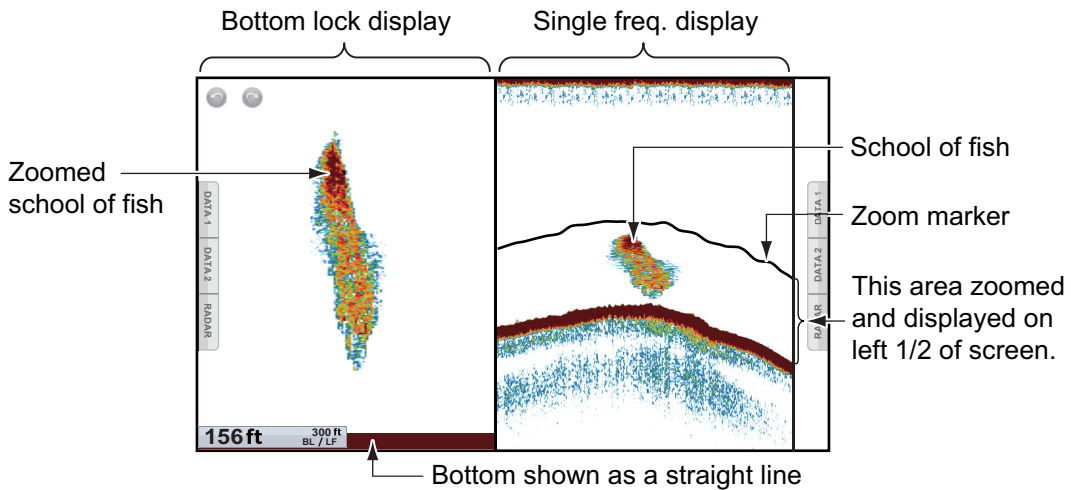 Bottom lock display
Single freq. display
Zoomed
school of fish
DATA 1
DATA 2
RADAR
156 ft
300 ft
BL / LF
School of fish
Zoom marker
DATA 1
DATA 2
RADAR
This area zoomed
and displayed on
left 1/2 of screen.
Bottom shown as a straight line